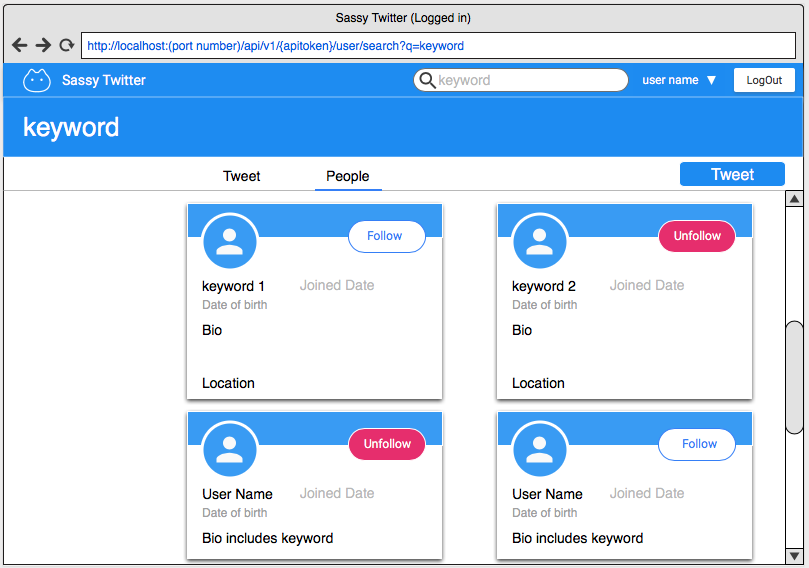 Sassy Twitter (Logged in)
http://localhost:(port number)/api/v1/{apitoken}/user/search?q=keyword
Sassy Twitter
keyword
user name ▼
LogOut
keyword
Tweet
People
Tweet
Follow
keyword 1
Joined Date
Date of birth
Bio
Location
Unfollow
keyword 2
Joined Date
Date of birth
Bio
Location
Unfollow
User Name
Joined Date
Date of birth
Bio includes keyword
Follow
User Name
Joined Date
Date of birth
Bio includes keyword